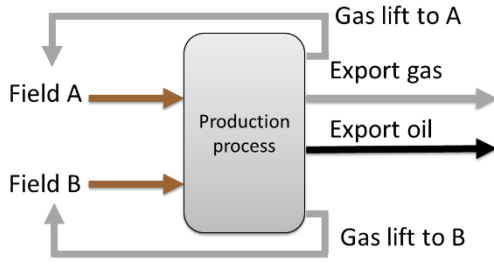 Gas lift to A
Export gas
Field A
Production
process
Export oil
Field B
Gas lift to B